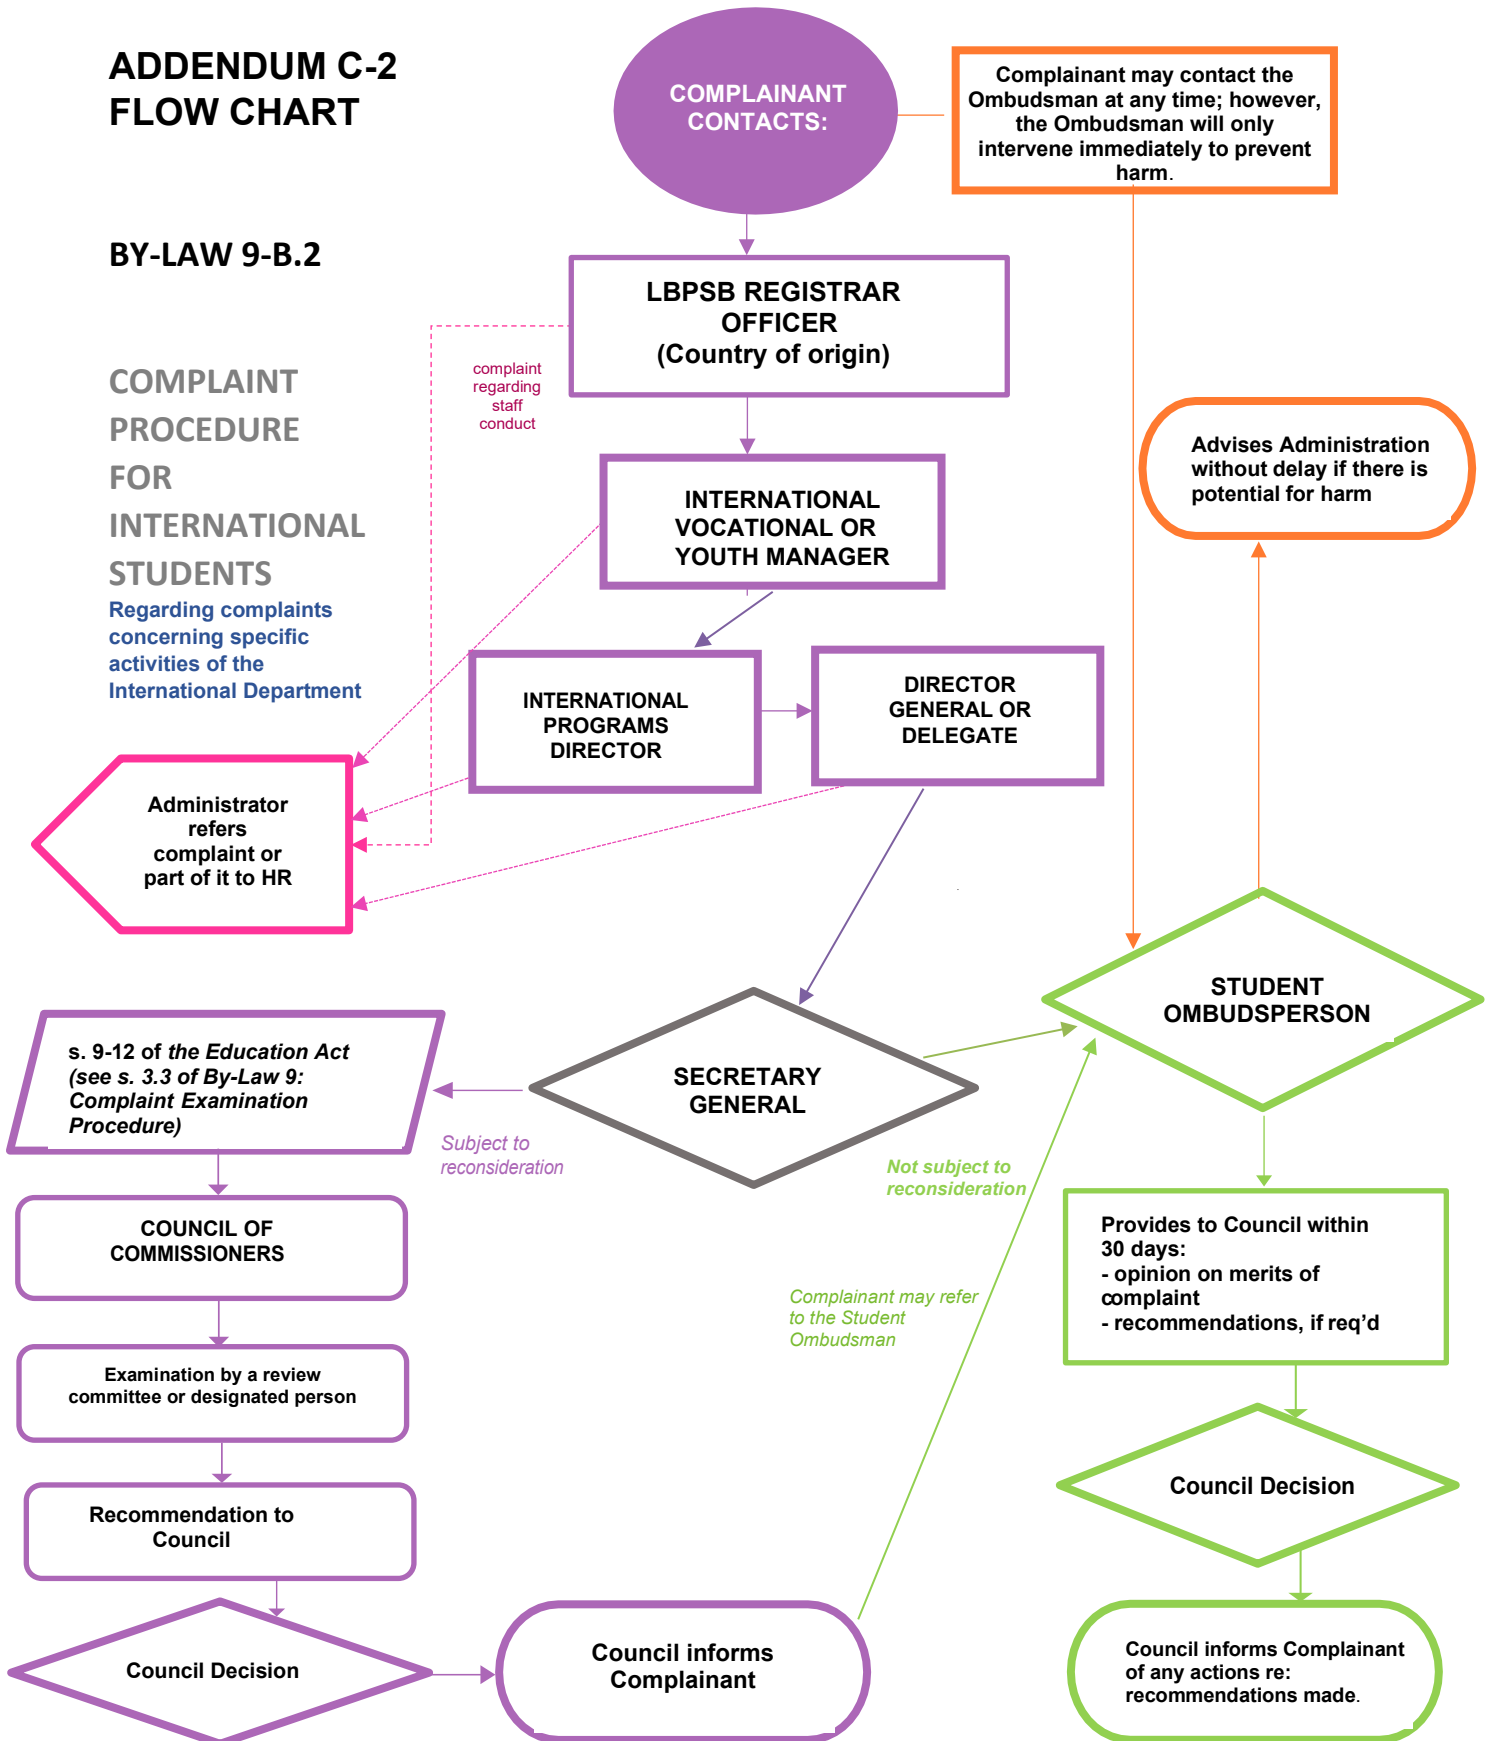 ADDENDUM C-2
FLOW CHART
COMPLAINANT
CONTACTS:
Complainant may contact the
Ombudsman at any time; however,
the Ombudsman will only
intervene immediately to prevent
harm.
BY-LAW 9-B.2
LBPSB REGISTRAR
OFFICER
(Country of origin)
COMPLAINT
PROCEDURE
FOR
INTERNATIONAL
STUDENTS
Regarding complaints
concerning specific
activities of the
International Department
complaint
regarding
staff
conduct
Advises Administration
without delay if there is
potential for harm
INTERNATIONAL
VOCATIONAL OR
YOUTH MANAGER
INTERNATIONAL
PROGRAMS
DIRECTOR
DIRECTOR
GENERAL OR
DELEGATE
Administrator
refers
complaint or
part of it to HR
STUDENT
OMBUDSPERSON
SECRETARY
GENERAL
s. 9-12 of the Education Act
(see s. 3.3 of By-Law 9:
Complaint Examination
Procedure)
Subject to
reconsideration
Not subject to
reconsideration
COUNCIL OF
COMMISSIONERS
Provides to Council within
30 days:
- opinion on merits of
complaint
- recommendations, if req’d
Complainant may refer
to the Student
Ombudsman
Examination by a review
committee or designated person
Recommendation to
Council
Council Decision
Council Decision
Council informs
Complainant
Council informs Complainant
of any actions re:
recommendations made.